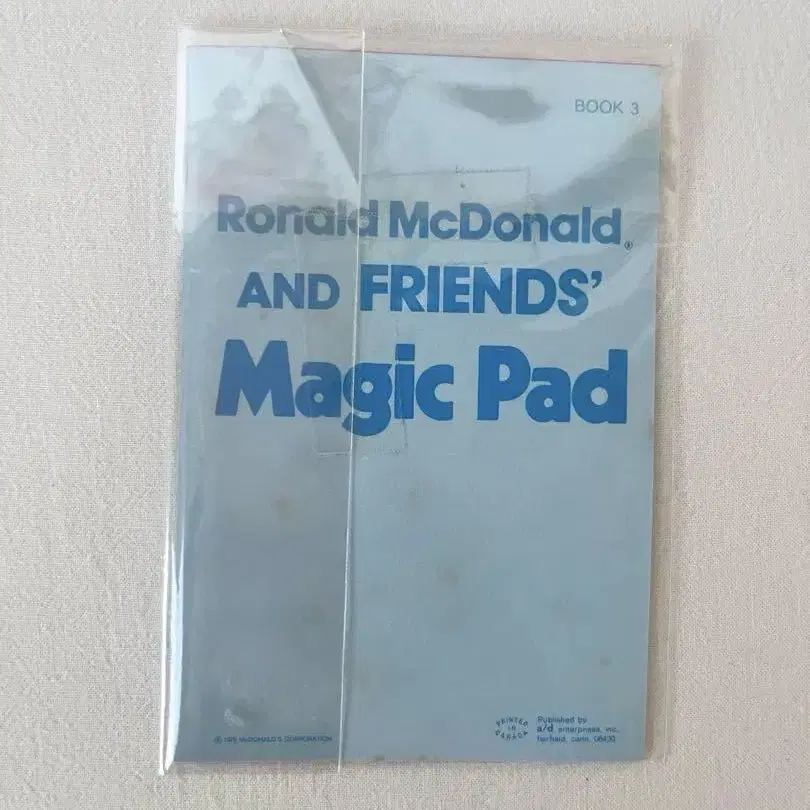 BOOK 3
Ronald McDonald®
AND FRIENDS'
Magic Pad
PRINTED
IN
CANADA
Published by
a/d enterprises, inc.
fairfield, conn. 06430
MCDONALD'S CORPORATION